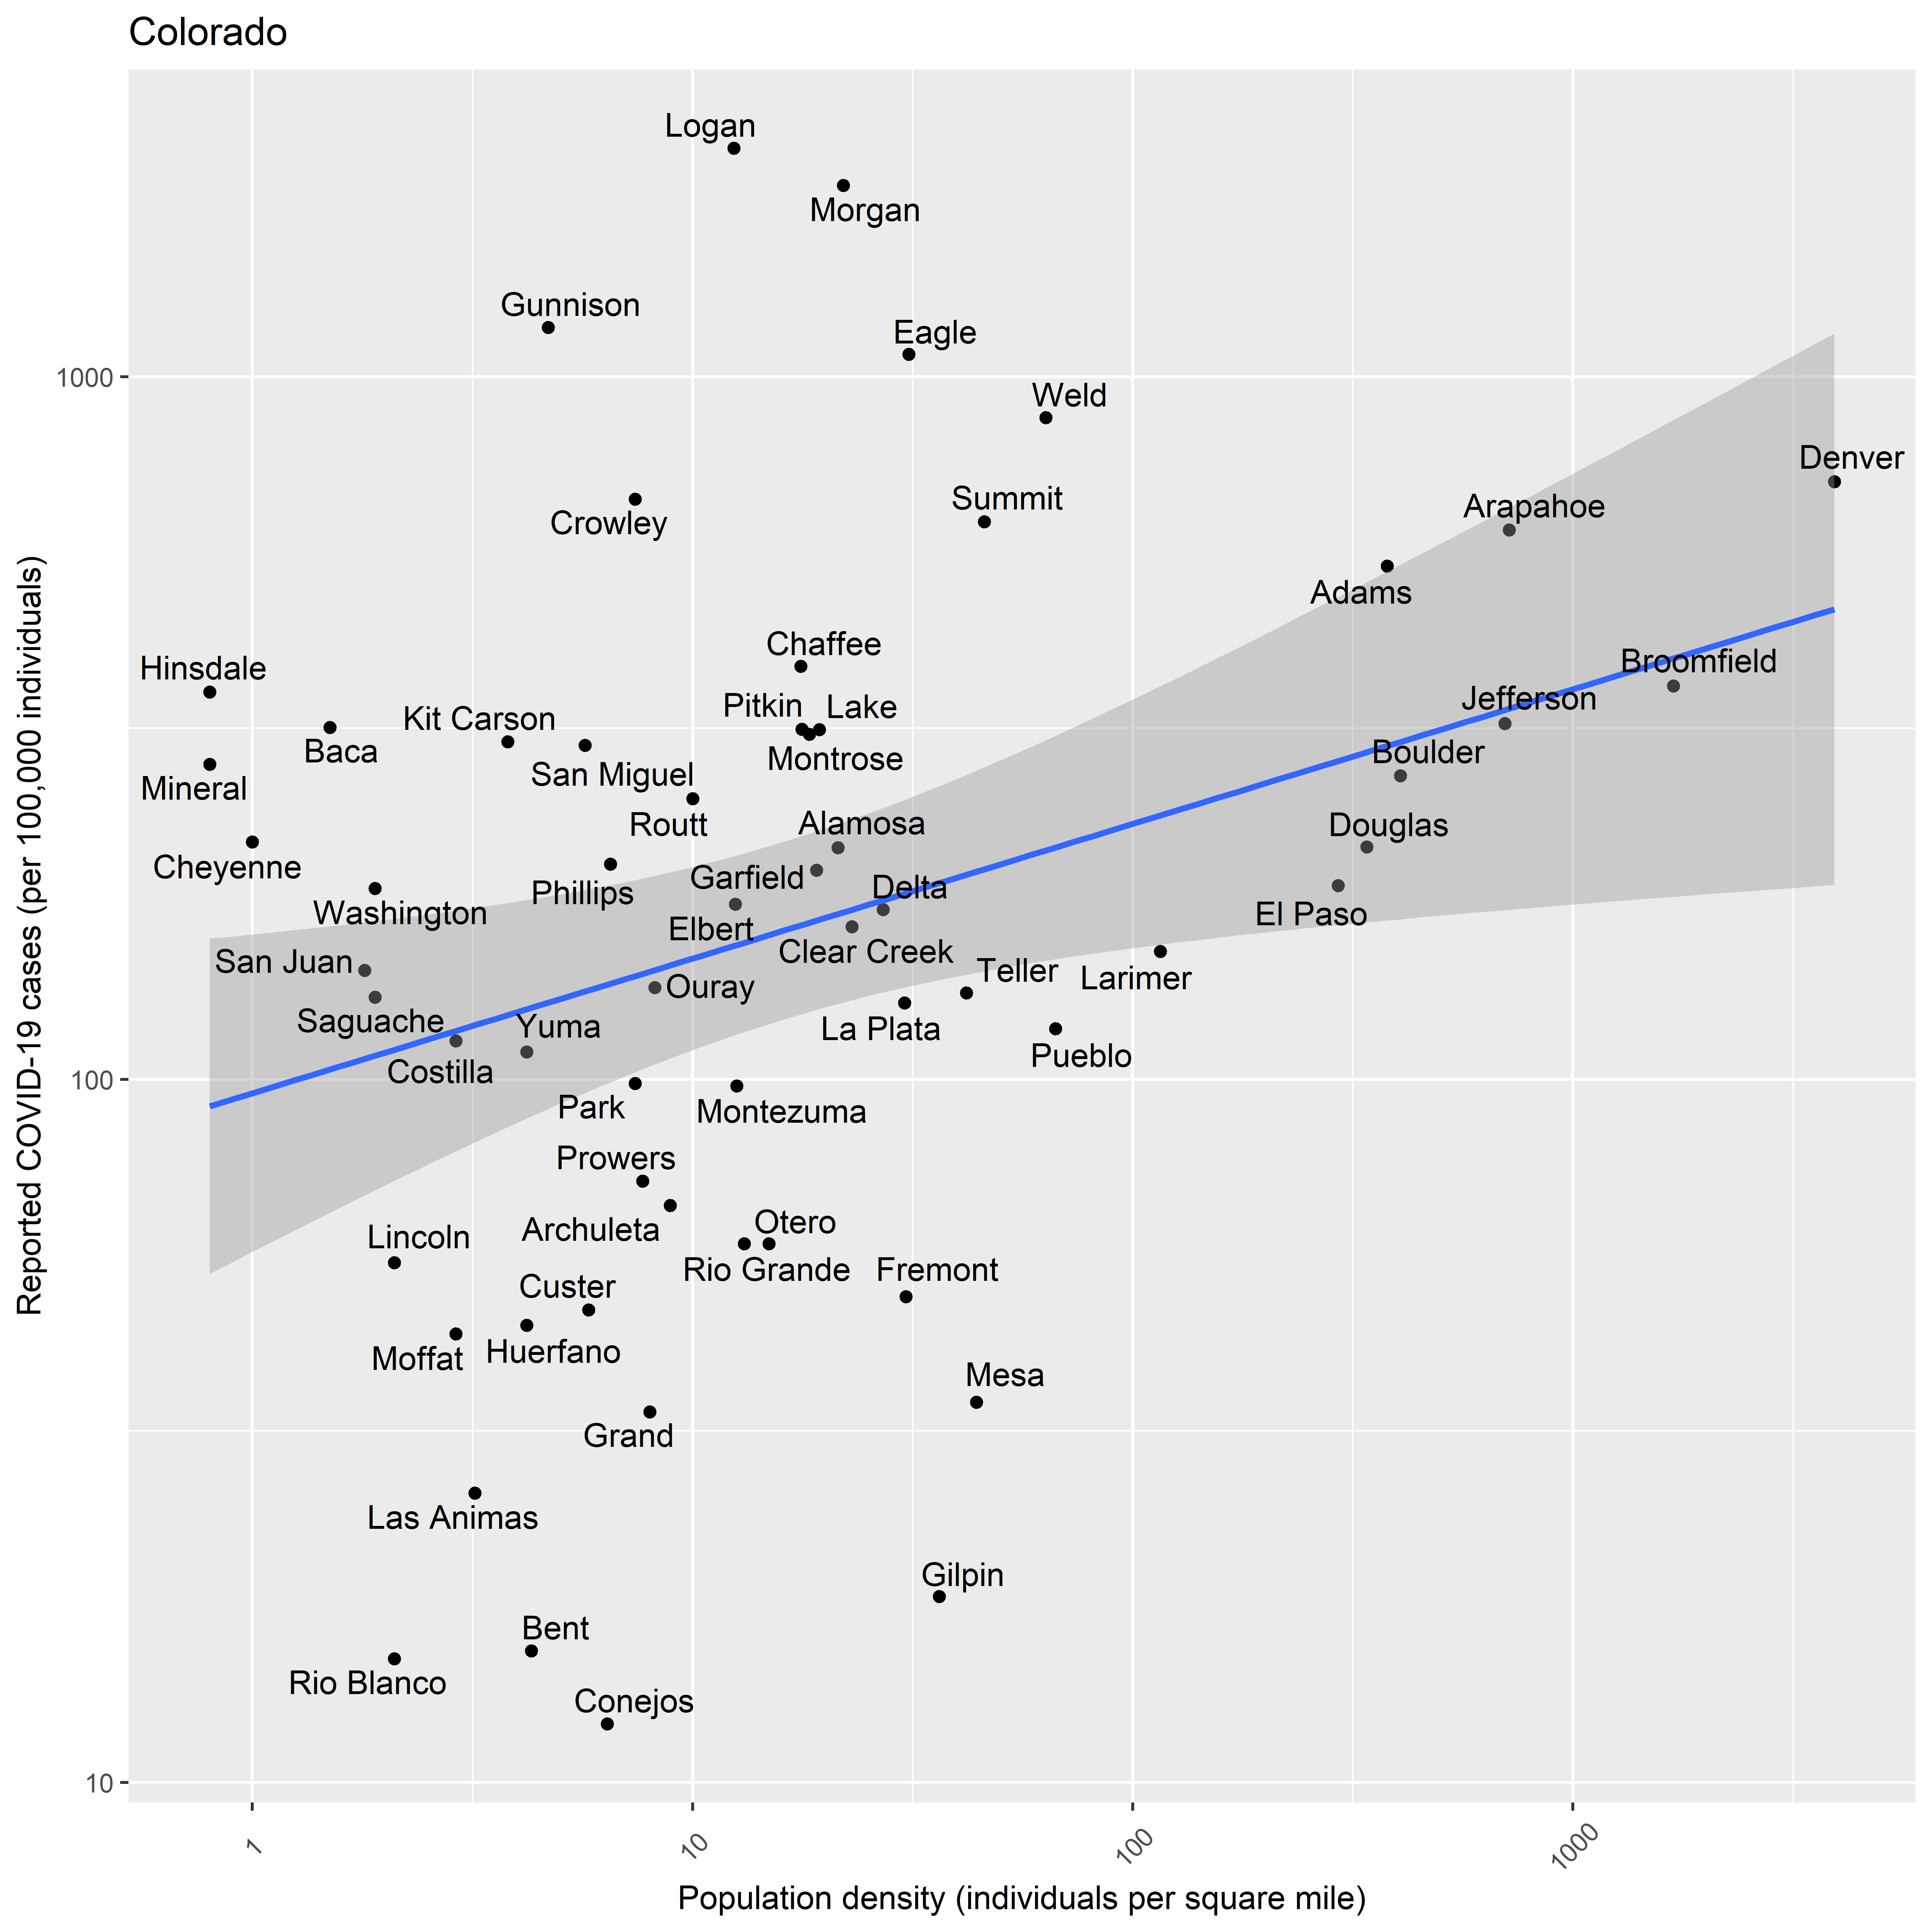 Colorado
Logan
Morgan
Gunnison
Eagle
1000
Weld
Denver
Summit
Arapahoe
Crowley
Adams
Chaffee
Hinsdale
Broomfield
Pitkin
Lake
Jefferson
Kit Carson
Baca
Montrose
Boulder
San Miguel
Mineral
Routt
Alamosa
Douglas
Cheyenne
Phillips
Garfield
Delta
Washington
El Paso
Elbert
Clear Creek
San Juan
Teller
Larimer
Ouray
Saguache
Yuma
La Plata
Pueblo
Costilla
100
Park
Montezuma
Prowers
Archuleta
Otero
Lincoln
Rio Grande
Fremont
Custer
Huerfano
Moffat
Mesa
Grand
Las Animas
Gilpin
Bent
Rio Blanco
Conejos
10
1
10
100
1000
Population density (individuals per square mile)
Reported COVID-19 cases (per 100,000 individuals)